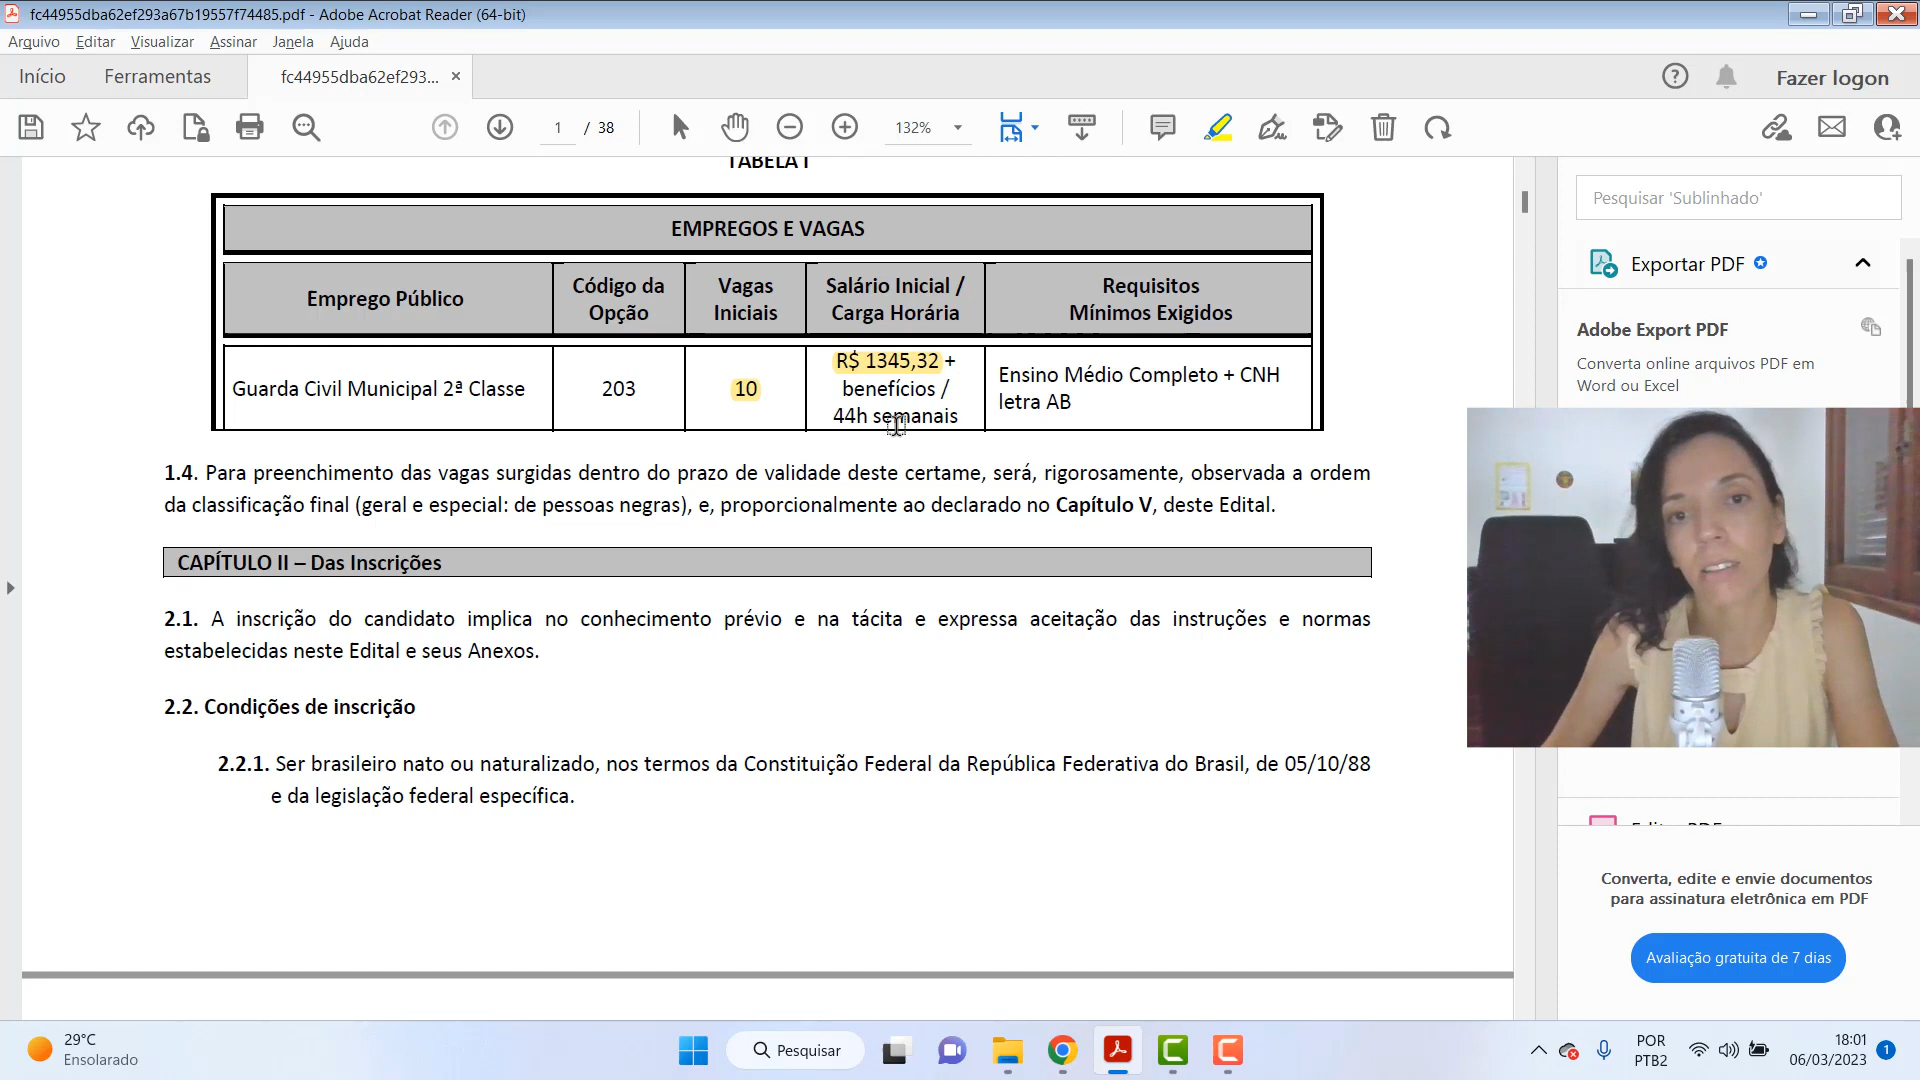 fc44955dba62ef293a67b19557f74485.pdf - Adobe Acrobat Reader (64-bit)
Arquivo Editar Visualizar Assinar Janela Ajuda
Início Ferramentas fc44955dba62ef293... × Fazer logon
1 / 38 132%
TABELA I
EMPREGOS E VAGAS
Emprego Público
Código da
Opção
Vagas
Iniciais
Salário Inicial /
Carga Horária
Requisitos
Mínimos Exigidos
Guarda Civil Municipal 2ª Classe
203
10
R$ 1345,32 +
benefícios /
44h semanais
Ensino Médio Completo + CNH
letra AB
1.4. Para preenchimento das vagas surgidas dentro do prazo de validade deste certame, será, rigorosamente, observada a ordem
da classificação final (geral e especial: de pessoas negras), e, proporcionalmente ao declarado no Capítulo V, deste Edital.
CAPÍTULO II – Das Inscrições
2.1. A inscrição do candidato implica no conhecimento prévio e na tácita e expressa aceitação das instruções e normas
estabelecidas neste Edital e seus Anexos.
2.2. Condições de inscrição
2.2.1. Ser brasileiro nato ou naturalizado, nos termos da Constituição Federal da República Federativa do Brasil, de 05/10/88
e da legislação federal específica.
Pesquisar 'Sublinhado'
Exportar PDF
Adobe Export PDF
Converta online arquivos PDF em
Word ou Excel
Converta, edite e envie documentos
para assinatura eletrônica em PDF
Avaliação gratuita de 7 dias
29°C
Ensolarado
Pesquisar
POR
PTB2
18:01
06/03/2023
1